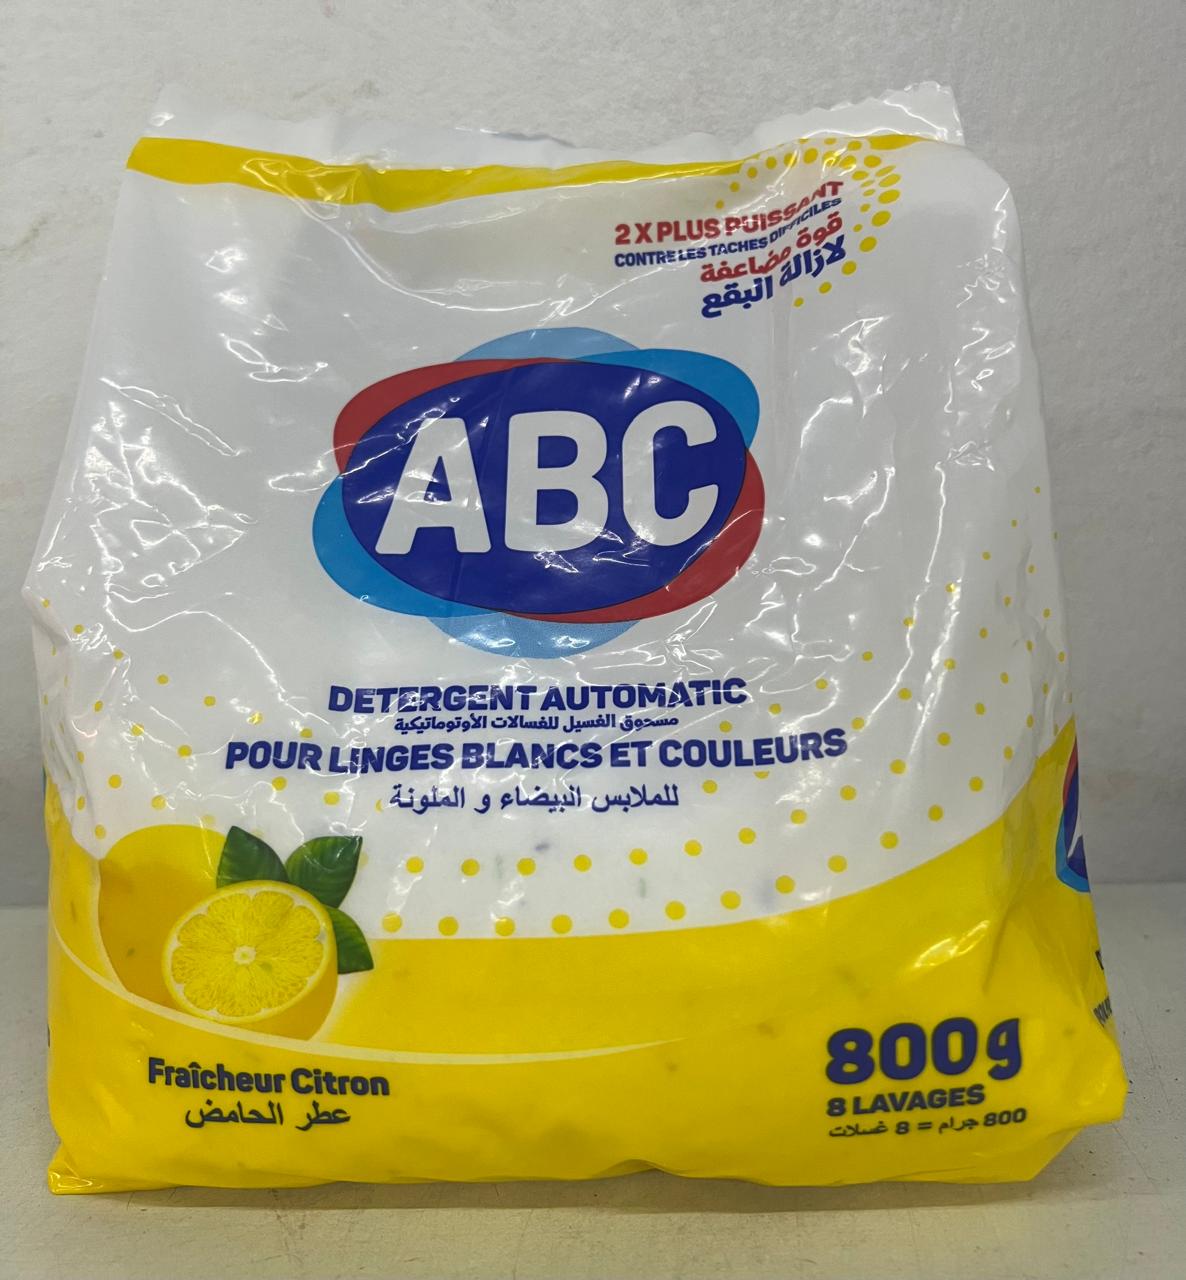 2 X PLUS PUISSANT
CONTRE LES TACHES DIFFICILES
قوة مضاعفة
لازالة البقع
ABC
DETERGENT AUTOMATIC
مسحوق الغسيل للغسالات الأوتوماتيكية
POUR LINGES BLANCS ET COULEURS
للملابس البيضاء و الملونة
Fraîcheur Citron
عطر الحامض
800g
8 LAVAGES
800 جرام = 8 غسلات